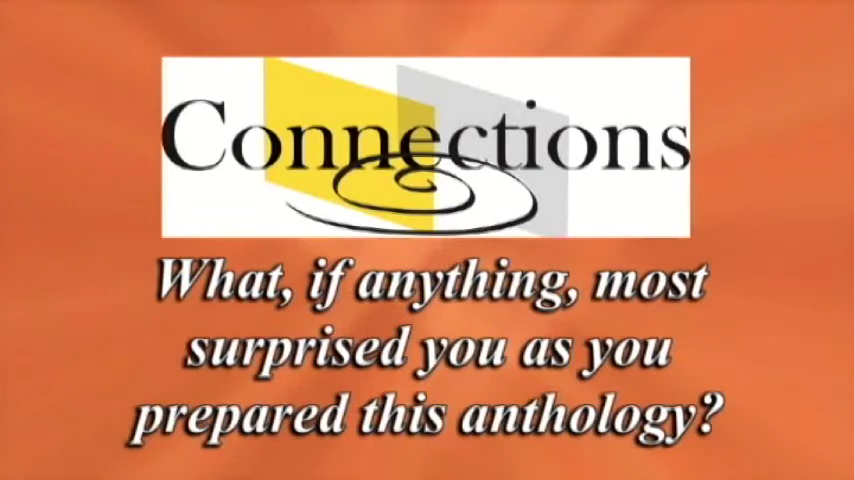 Connections
What, if anything, most
surprised you as you
prepared this anthology?